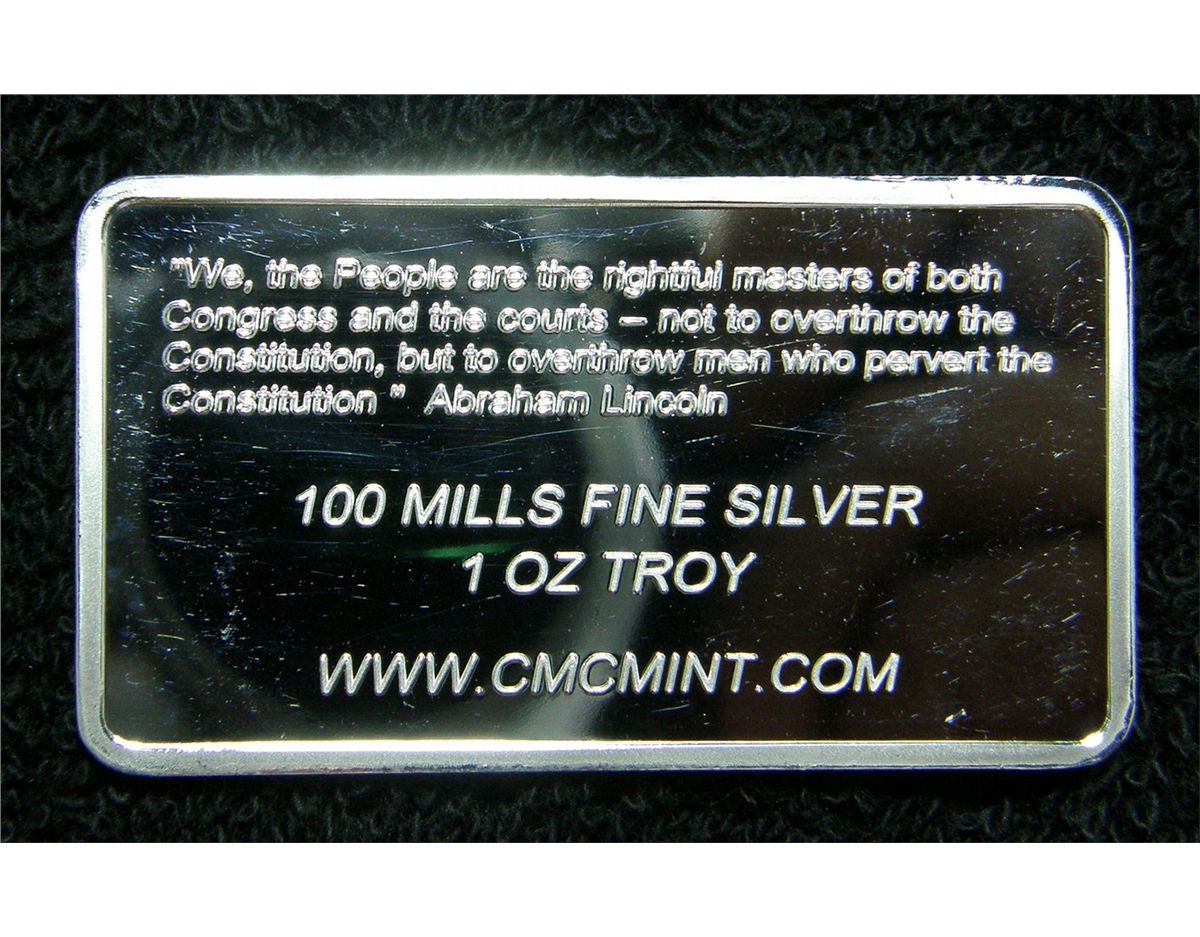 "We, the People are the rightful masters of both
Congress and the courts – not to overthrow the
Constitution, but to overthrow men who pervert the
Constitution " Abraham Lincoln
100 MILLS FINE SILVER
1 OZ TROY
WWW.CMCMINT.COM